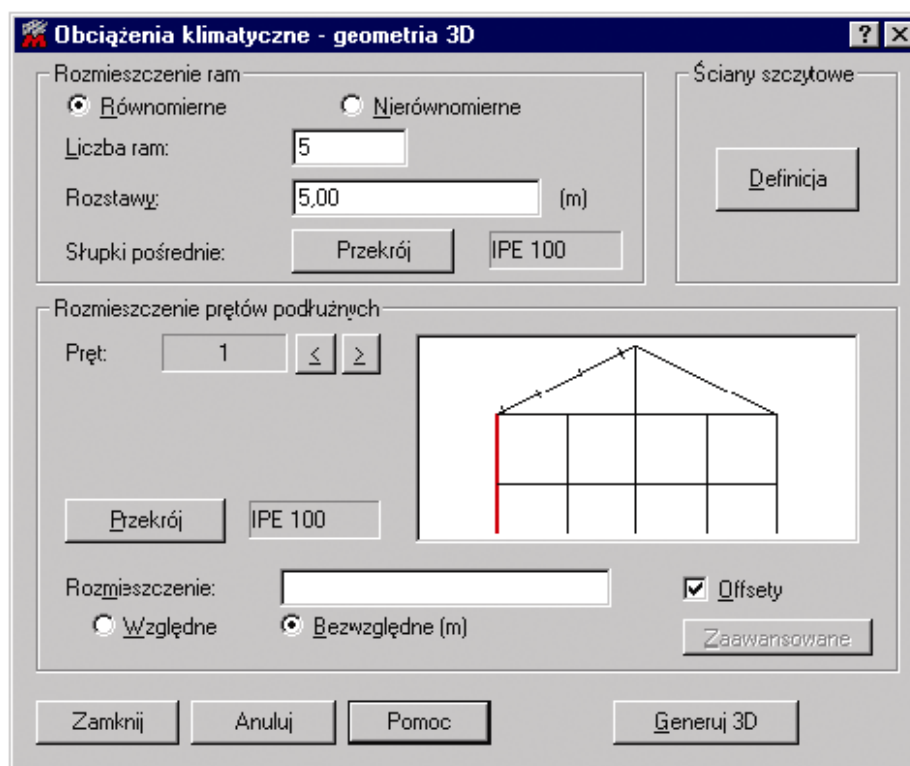 Obciążenia klimatyczne - geometria 3D
? X
Rozmieszczenie ram
Ściany szczytowe
Równomierne Nierównomierne
Liczba ram: 5
Definicja
Rozstawy: 5,00 (m)
Słupki pośrednie: Przekrój IPE 100
Rozmieszczenie prętów podłużnych
Pręt: 1 < >
Przekrój IPE 100
Rozmieszczenie: Offsety
Względne Bezwzględne (m)
Zaawansowane
Zamknij Anuluj Pomoc Generuj 3D